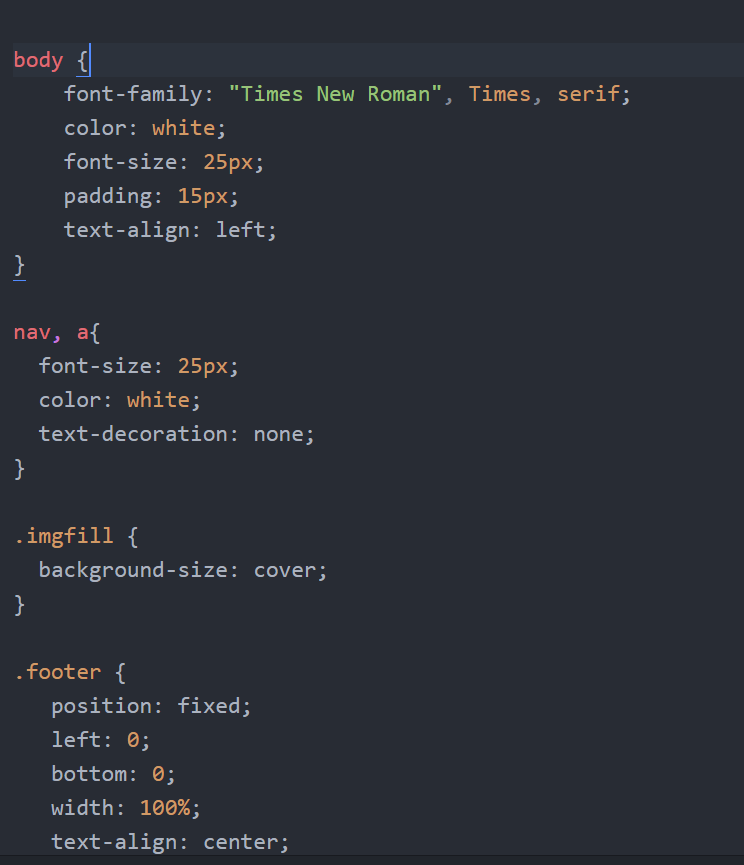 body {
    font-family: "Times New Roman", Times, serif;
    color: white;
    font-size: 25px;
    padding: 15px;
    text-align: left;
}
nav, a{
  font-size: 25px;
  color: white;
  text-decoration: none;
}
.imgfill {
  background-size: cover;
}
.footer {
   position: fixed;
   left: 0;
   bottom: 0;
   width: 100%;
   text-align: center;